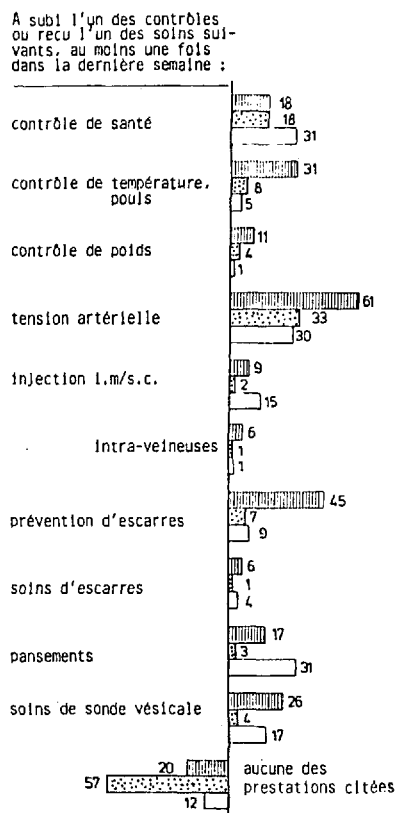 A subi l'un des contrôles
ou recu l'un des soins sui-
vants, au moins une fois
dans la dernière semaine :
18
contrôle de santé 18
31
31
contrôle de température. 8
pouls 5
11
contrôle de poids 4
1
61
tension artérielle 33
30
9
injection i.m/s.c. 2
15
6
intra-veineuses 1
1
45
prévention d'escarres 7
9
6
soins d'escarres 1
4
17
pansements 3
31
26
soins de sonde vésicale 4
17
20 aucune des
57 prestations citées
12